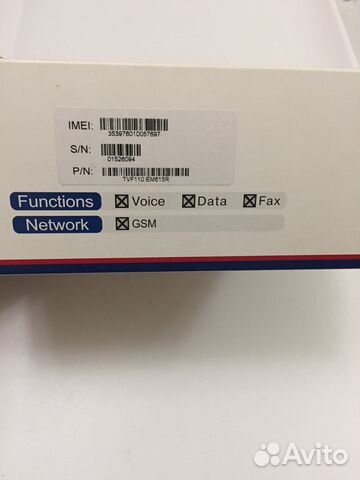 IMEI:
353976010057697
S/N:
01526094
P/N:
TVF110 EM615R
Functions Voice Data Fax
Network GSM
Avito